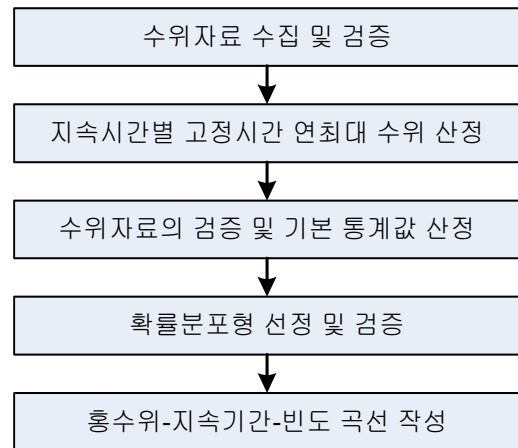 수위자료 수집 및 검증
지속시간별 고정시간 연최대 수위 산정
수위자료의 검증 및 기본 통계값 산정
확률분포형 선정 및 검증
홍수위-지속기간-빈도 곡선 작성